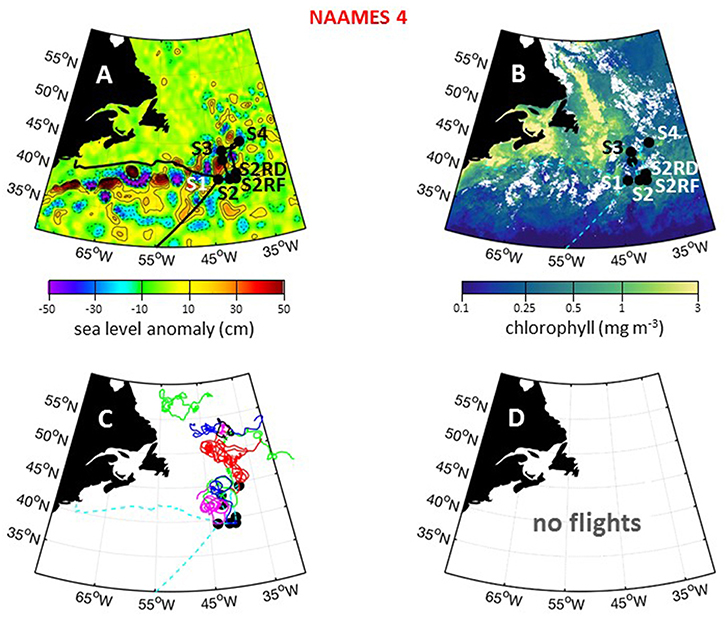 NAAMES 4
A
55°N
50°N
45°N
40°N
35°N
65°W
55°W
45°W
35°W
S4
S3
S2RD
S1
S2RF
S2
-50 -30 -10 10 30 50
sea level anomaly (cm)
B
55°N
50°N
45°N
40°N
35°N
65°W
55°W
45°W
35°W
S4
S3
S2RD
S1
S2RF
S2
0.1 0.25 0.5 1 3
chlorophyll (mg m-3)
C
55°N
50°N
45°N
40°N
35°N
65°W
55°W
45°W
35°W
D
55°N
50°N
45°N
40°N
35°N
65°W
55°W
45°W
35°W
no flights